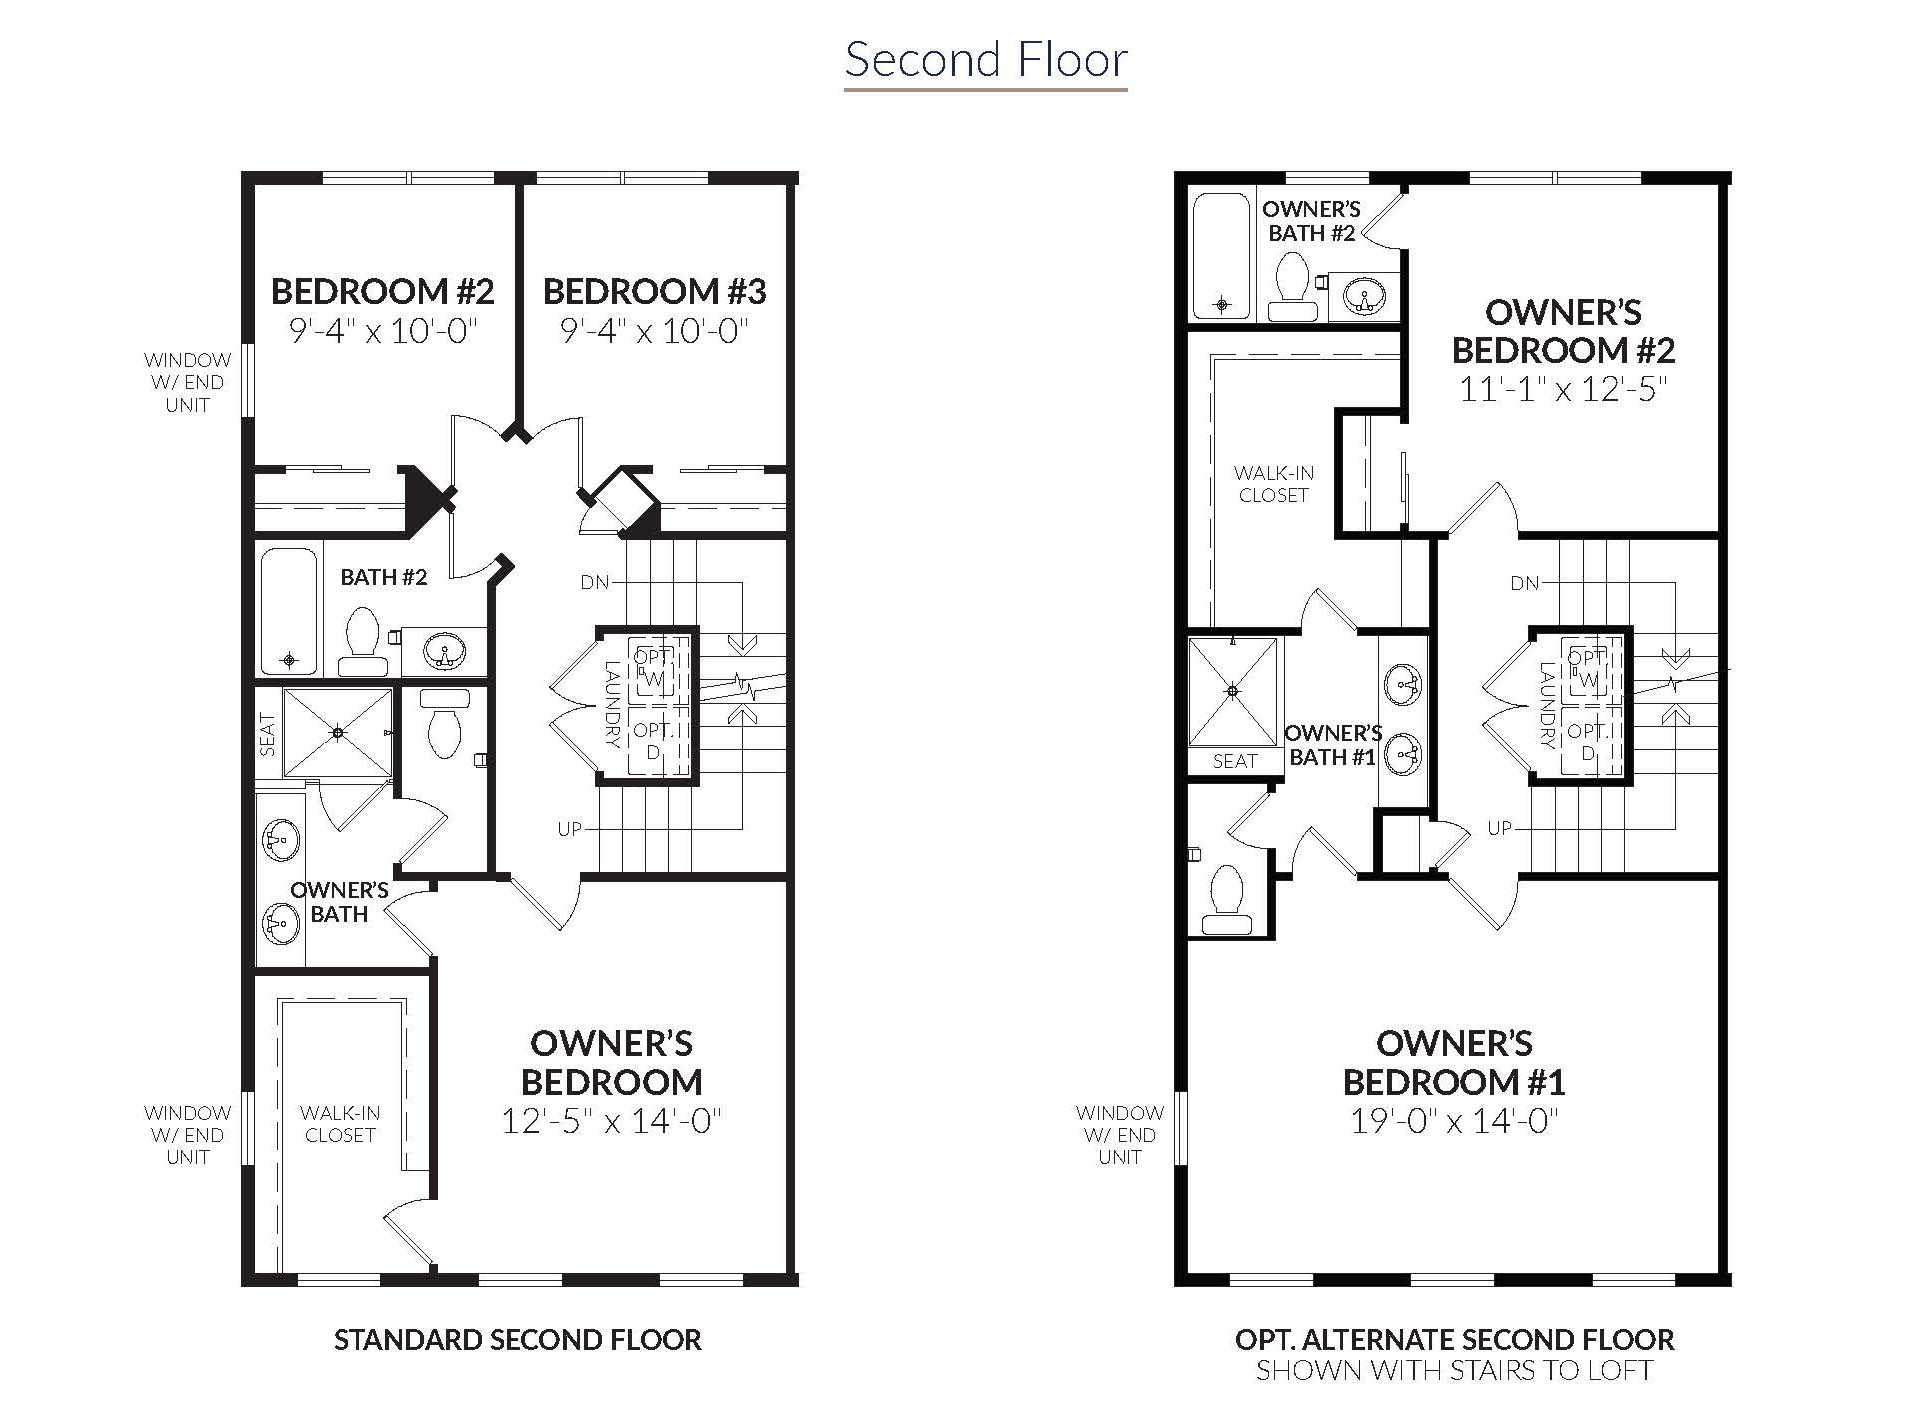 Second Floor
BEDROOM #2
9'-4" x 10'-0"
BEDROOM #3
9'-4" x 10'-0"
WINDOW
W/ END
UNIT
BATH #2
DN
OPT.
W
LAUNDRY
OPT.
D
SEAT
UP
OWNER'S
BATH
OWNER'S
BEDROOM
12'-5" x 14'-0"
WINDOW
W/ END
UNIT
WALK-IN
CLOSET
STANDARD SECOND FLOOR
OWNER'S
BATH #2
OWNER'S
BEDROOM #2
11'-1" x 12'-5"
WALK-IN
CLOSET
DN
OPT.
W
LAUNDRY
OPT.
D
OWNER'S
BATH #1
SEAT
UP
OWNER'S
BEDROOM #1
19'-0" x 14'-0"
WINDOW
W/ END
UNIT
OPT. ALTERNATE SECOND FLOOR
SHOWN WITH STAIRS TO LOFT